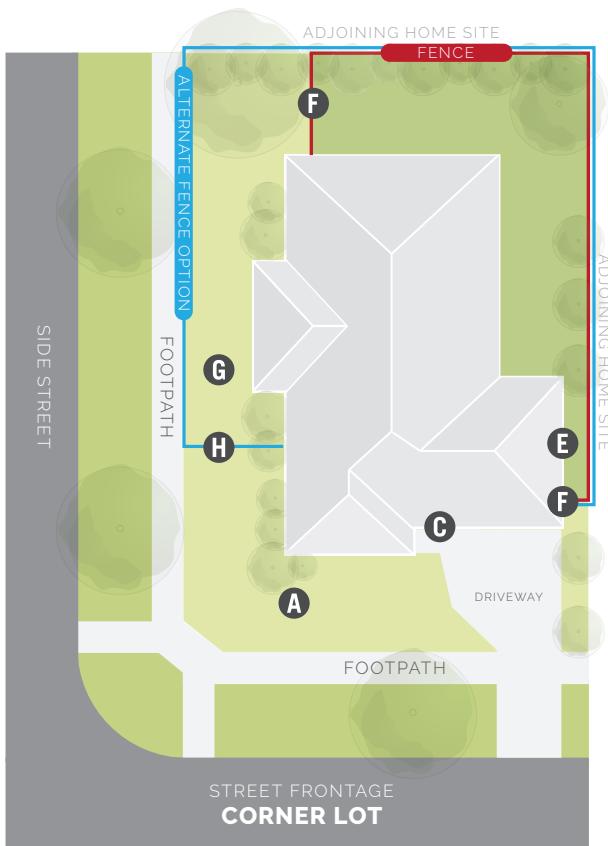 ADJOINING HOME SITE
FENCE
F
ALTERNATE FENCE OPTION
ADJOINING HOME SITE
SIDE STREET
FOOTPATH
G
H
E
F
C
DRIVEWAY
A
FOOTPATH
STREET FRONTAGE
CORNER LOT